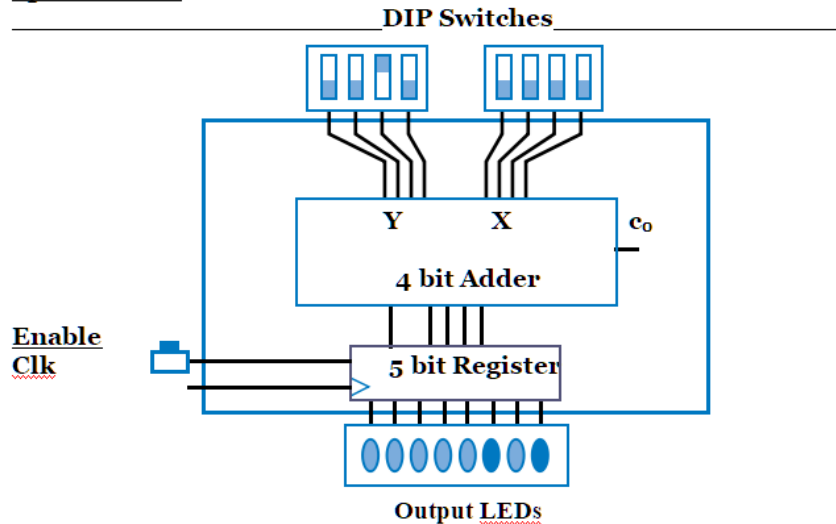 DIP Switches
Y X c₀
4 bit Adder
Enable
Clk
5 bit Register
Output LEDs